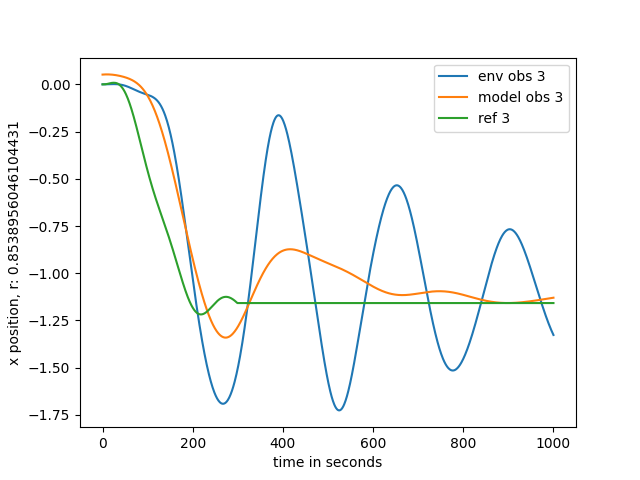 env obs 3
model obs 3
ref 3
0.00
−0.25
−0.50
−0.75
−1.00
−1.25
−1.50
−1.75
x position, r: 0.8538956046104431
0 200 400 600 800 1000
time in seconds